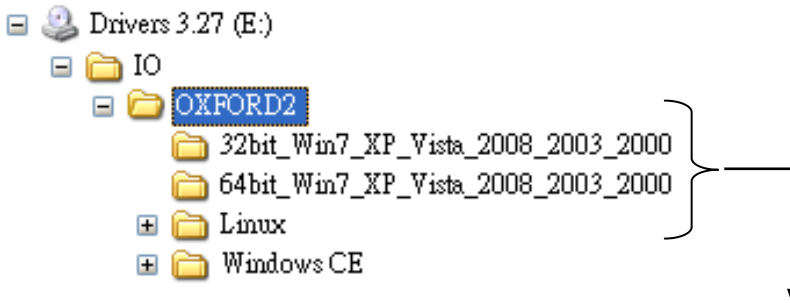 Drivers 3.27 (E:)
IO
OXFORD2
32bit_Win7_XP_Vista_2008_2003_2000
64bit_Win7_XP_Vista_2008_2003_2000
Linux
Windows CE